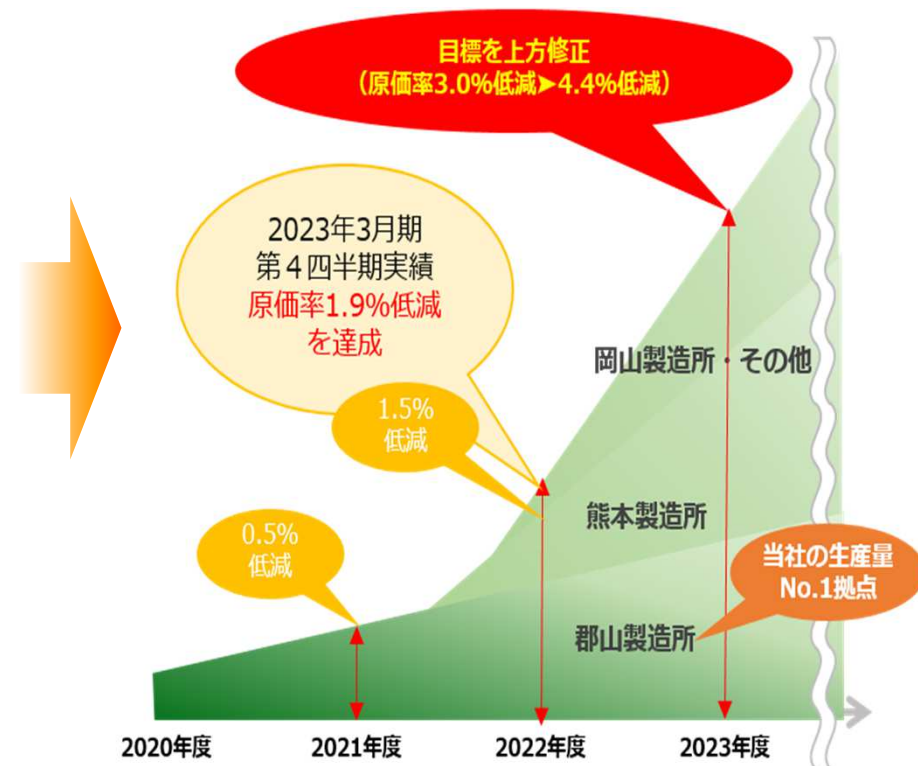 目標を上方修正
（原価率3.0%低減➤4.4%低減）
2023年3月期
第４四半期実績
原価率1.9%低減
を達成
岡山製造所・その他
1.5%
低減
熊本製造所
0.5%
低減
当社の生産量
No.1拠点
郡山製造所
2020年度
2021年度
2022年度
2023年度